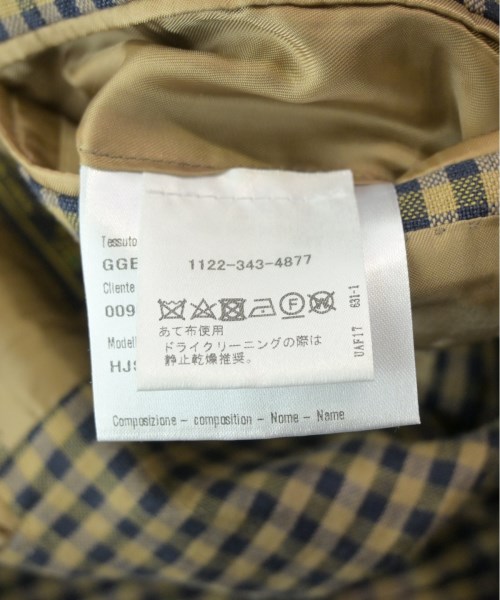 Tessuto
GGE
1122-343-4877
Cliente
009
あて布使用
Modell
ドライクリーニングの際は
HJS
静止乾燥推奨。
UAF17 631-1
Composizione - composition - Nome - Name